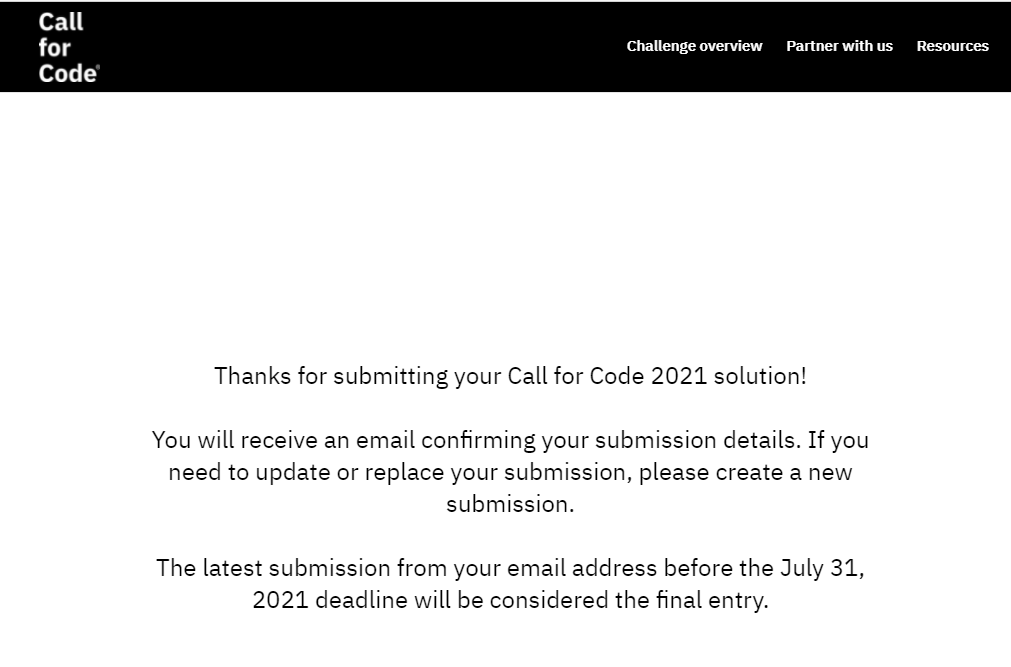 Call
for
Code®
Challenge overview Partner with us Resources
Thanks for submitting your Call for Code 2021 solution!
You will receive an email confirming your submission details. If you
need to update or replace your submission, please create a new
submission.
The latest submission from your email address before the July 31,
2021 deadline will be considered the final entry.